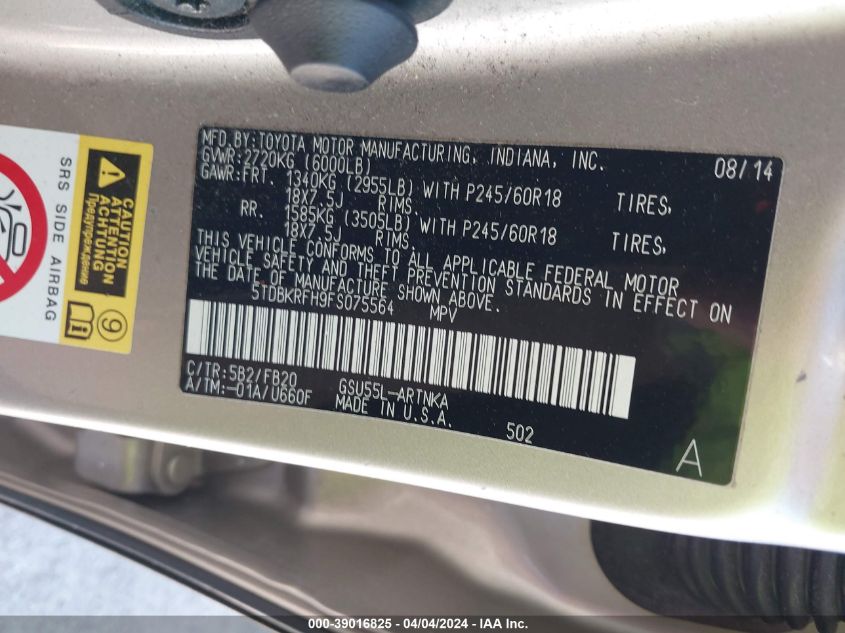 MFD.BY:TOYOTA MOTOR MANUFACTURING, INDIANA, INC. 08/14
GVWR:2720KG (6000LB)
GAWR:FRT. 1340KG (2955LB) WITH P245/60R18 TIRES,
18X7.5J RIMS.
RR. 1585KG (3505LB) WITH P245/60R18 TIRES,
18X7.5J RIMS.
THIS VEHICLE CONFORMS TO ALL APPLICABLE FEDERAL MOTOR
VEHICLE SAFETY AND THEFT PREVENTION STANDARDS IN EFFECT ON
THE DATE OF MANUFACTURE SHOWN ABOVE.
5TDBKRFH9FS075564 MPV
C/TR:5B2/FB20 GSU55L-ARTNKA
A/TM:-01A/U660F MADE IN U.S.A.
502
A
SRS SIDE AIRBAG
CAUTION
ATTENTION
ACHTUNG
Предупреждение
9
000-39016825 - 04/04/2024 - IAA Inc.